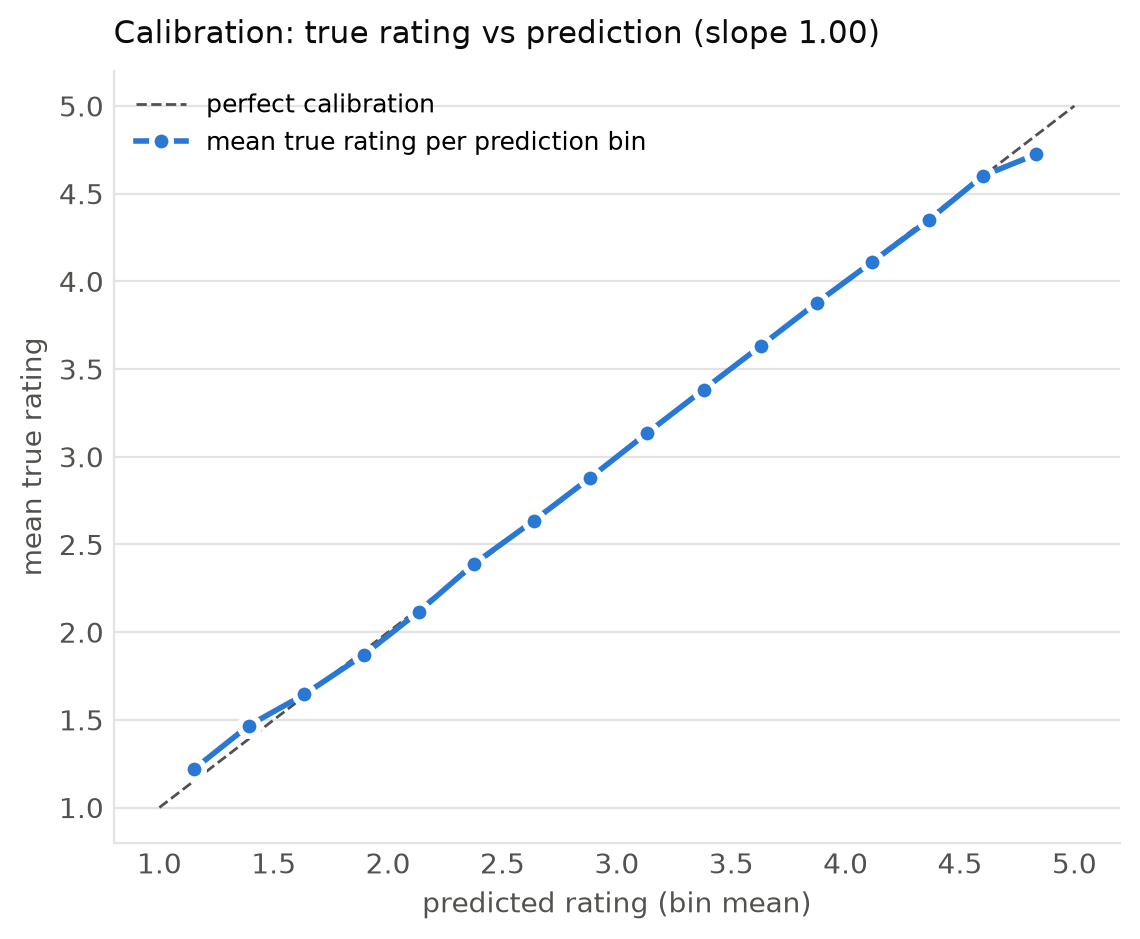 Calibration: true rating vs prediction (slope 1.00)
perfect calibration
mean true rating per prediction bin
5.0
4.5
4.0
3.5
3.0
2.5
2.0
1.5
1.0
mean true rating
1.0 1.5 2.0 2.5 3.0 3.5 4.0 4.5 5.0
predicted rating (bin mean)